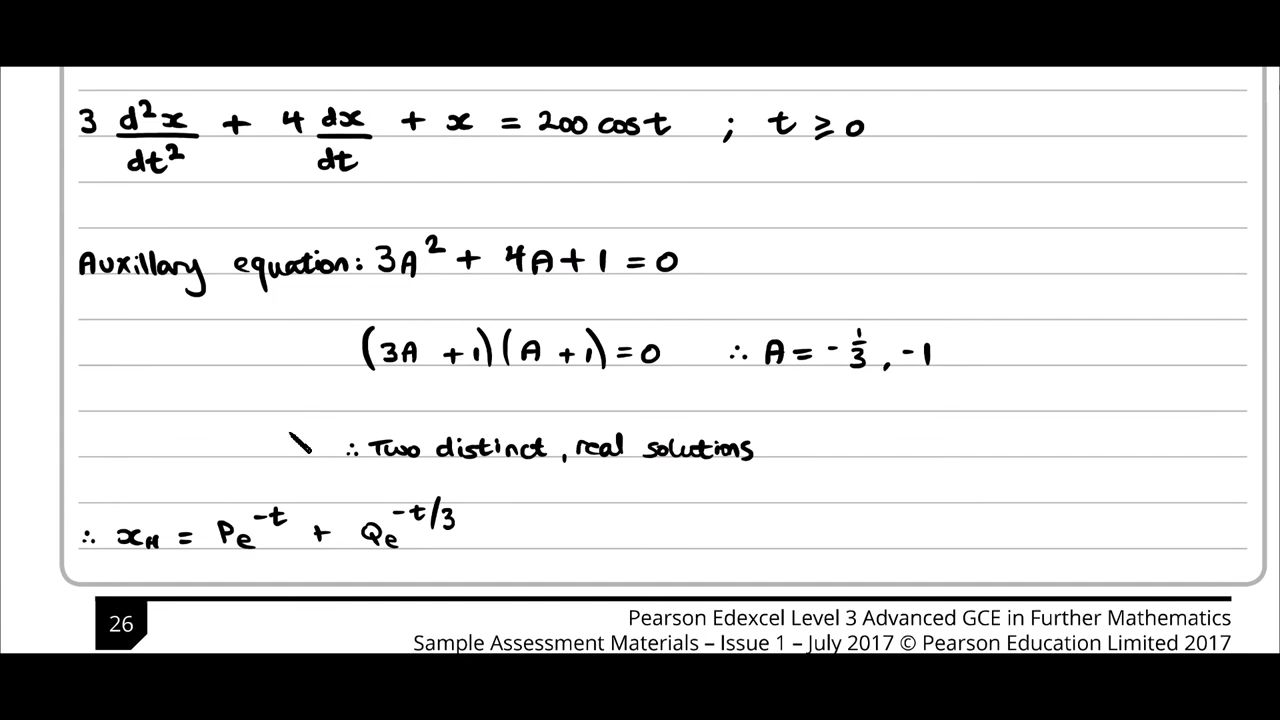 3 d²x/dt² + 4 dx/dt + x = 200 cos t ; t ≥ 0
Auxillary equation: 3A² + 4A + 1 = 0
(3A + 1)(A + 1) = 0 ∴ A = -1/3, -1
∴ Two distinct, real solutions
∴ x_H = Pe^(-t) + Qe^(-t/3)
26
Pearson Edexcel Level 3 Advanced GCE in Further Mathematics
Sample Assessment Materials – Issue 1 – July 2017 © Pearson Education Limited 2017